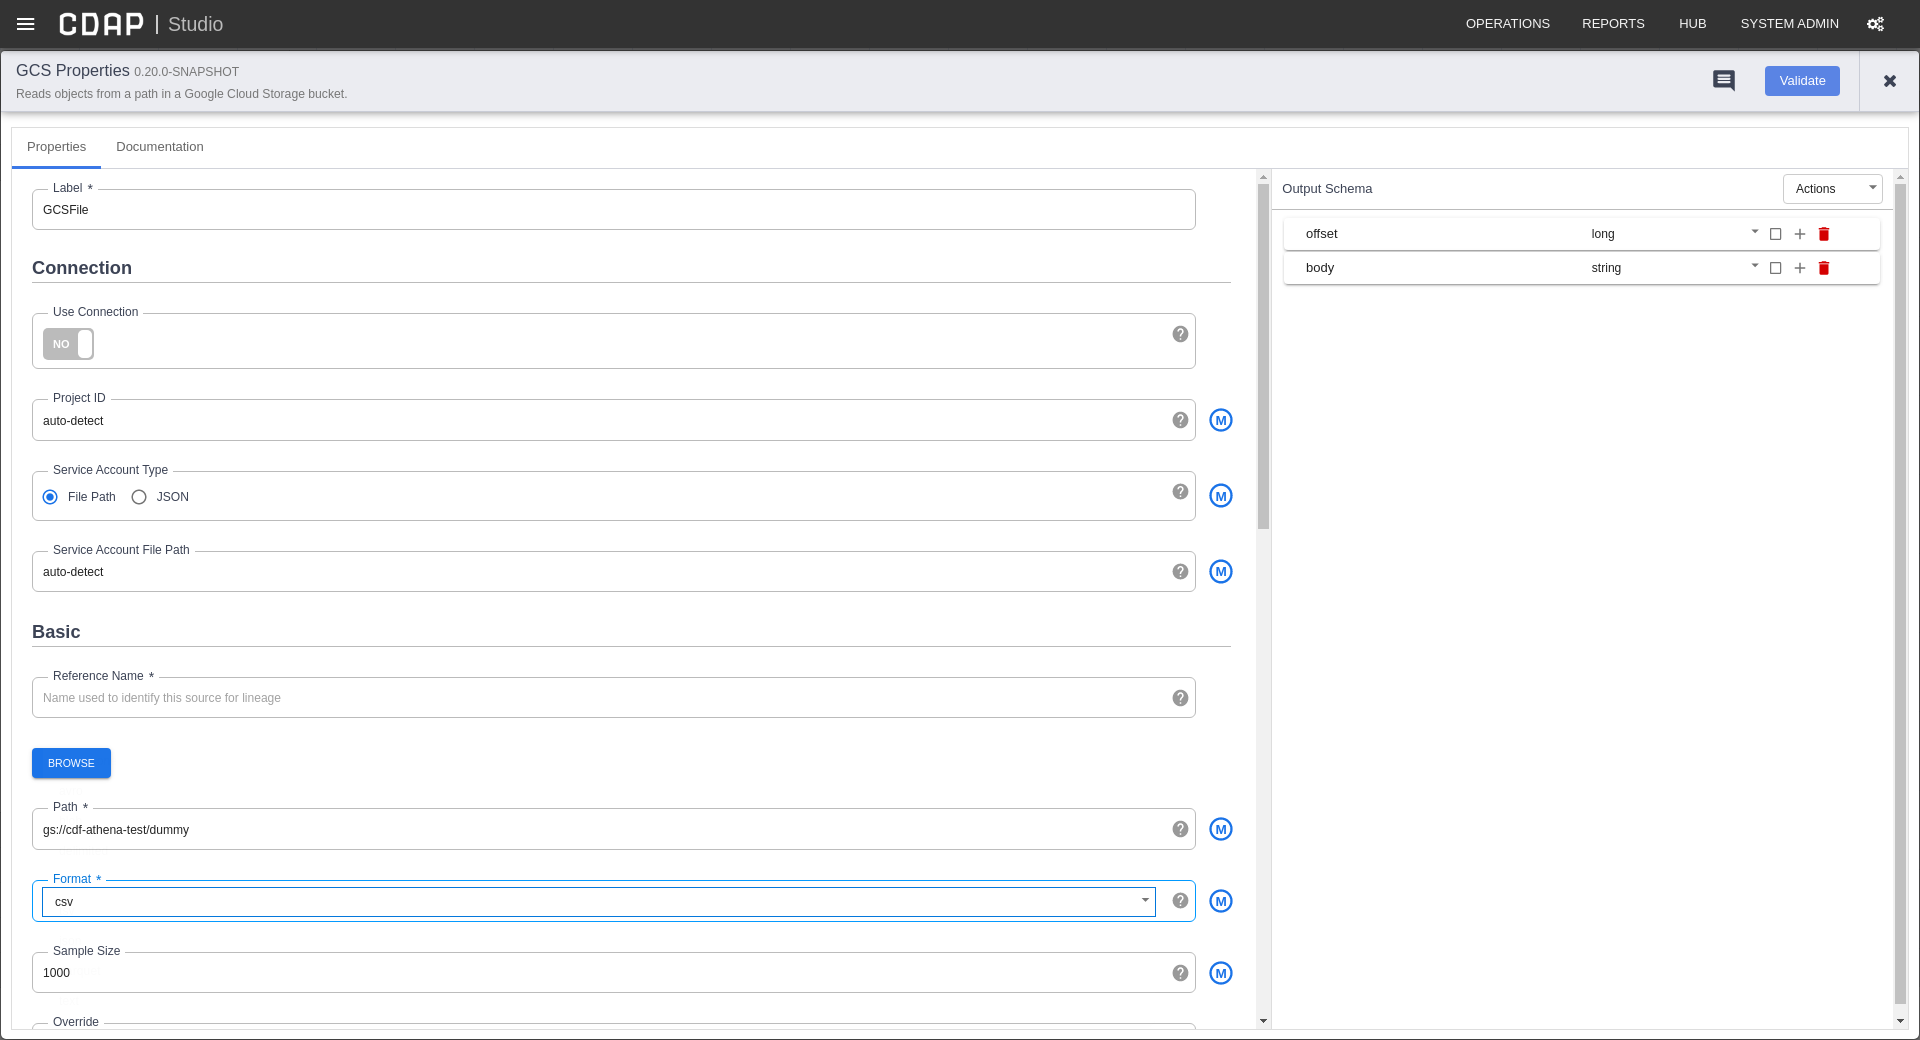 CDAP | Studio
OPERATIONS REPORTS HUB SYSTEM ADMIN
GCS Properties 0.20.0-SNAPSHOT
Reads objects from a path in a Google Cloud Storage bucket.
Validate
Properties Documentation
Label *
GCSFile
Connection
Use Connection
NO
Project ID
auto-detect
M
Service Account Type
File Path JSON
M
Service Account File Path
auto-detect
M
Basic
Reference Name *
Name used to identify this source for lineage
BROWSE
Path *
gs://cdf-athena-test/dummy
M
Format *
csv
M
Sample Size
1000
M
Override
Output Schema
Actions
offset long
body string